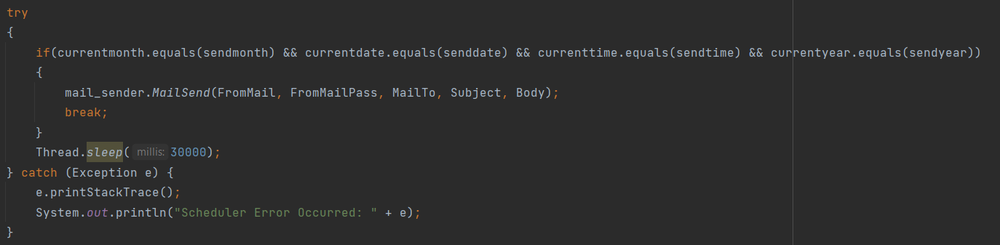 try
{
if(currentmonth.equals(sendmonth) && currentdate.equals(senddate) && currenttime.equals(sendtime) && currentyear.equals(sendyear))
{
mail_sender.MailSend(FromMail, FromMailPass, MailTo, Subject, Body);
break;
}
Thread.sleep( millis: 30000);
} catch (Exception e) {
e.printStackTrace();
System.out.println("Scheduler Error Occurred: " + e);
}